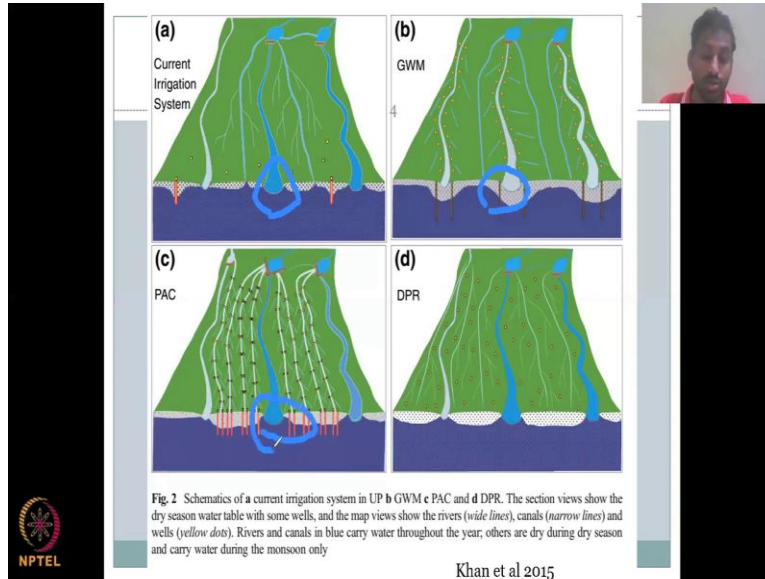 (a)
Current
Irrigation
System
(b)
GWM
4
(c)
PAC
(d)
DPR
Fig. 2 Schematics of a current irrigation system in UP b GWM c PAC and d DPR. The section views show the
dry season water table with some wells, and the map views show the rivers (wide lines), canals (narrow lines) and
wells (yellow dots). Rivers and canals in blue carry water throughout the year; others are dry during dry season
and carry water during the monsoon only
Khan et al 2015
NPTEL